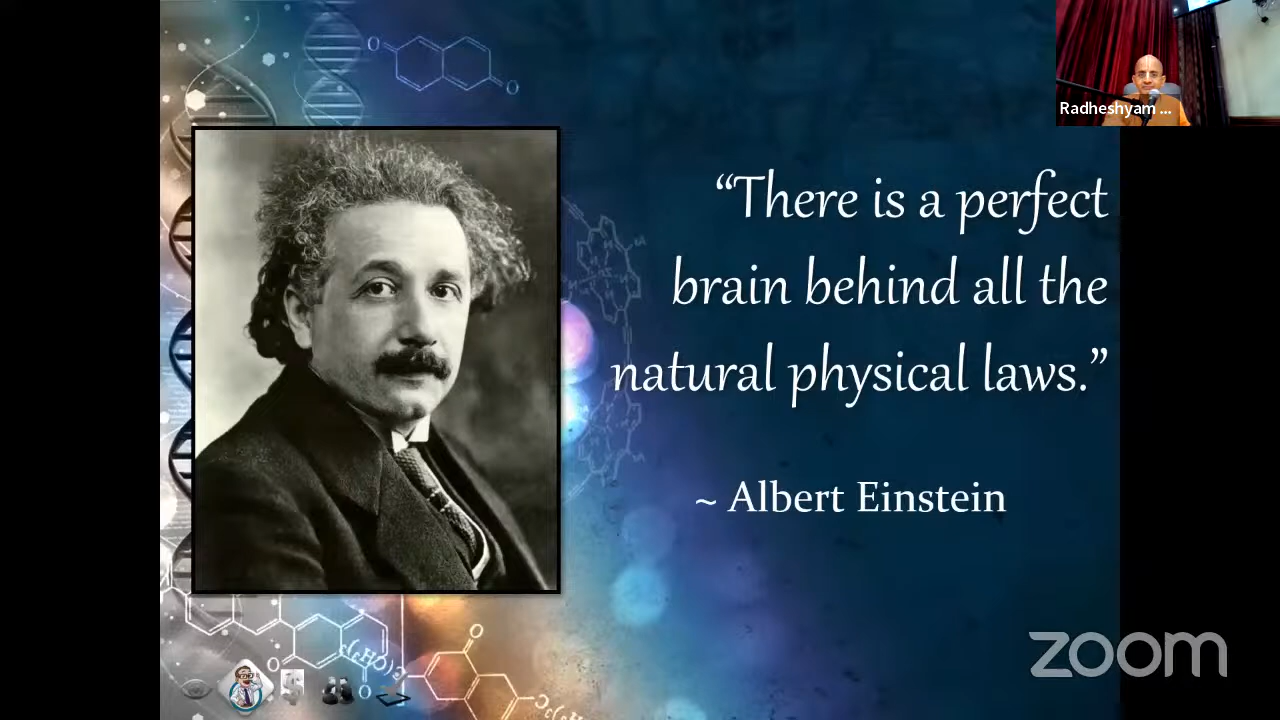 Radheshyam ...
“There is a perfect
brain behind all the
natural physical laws.”
~ Albert Einstein
zoom
O
O
O
O
O